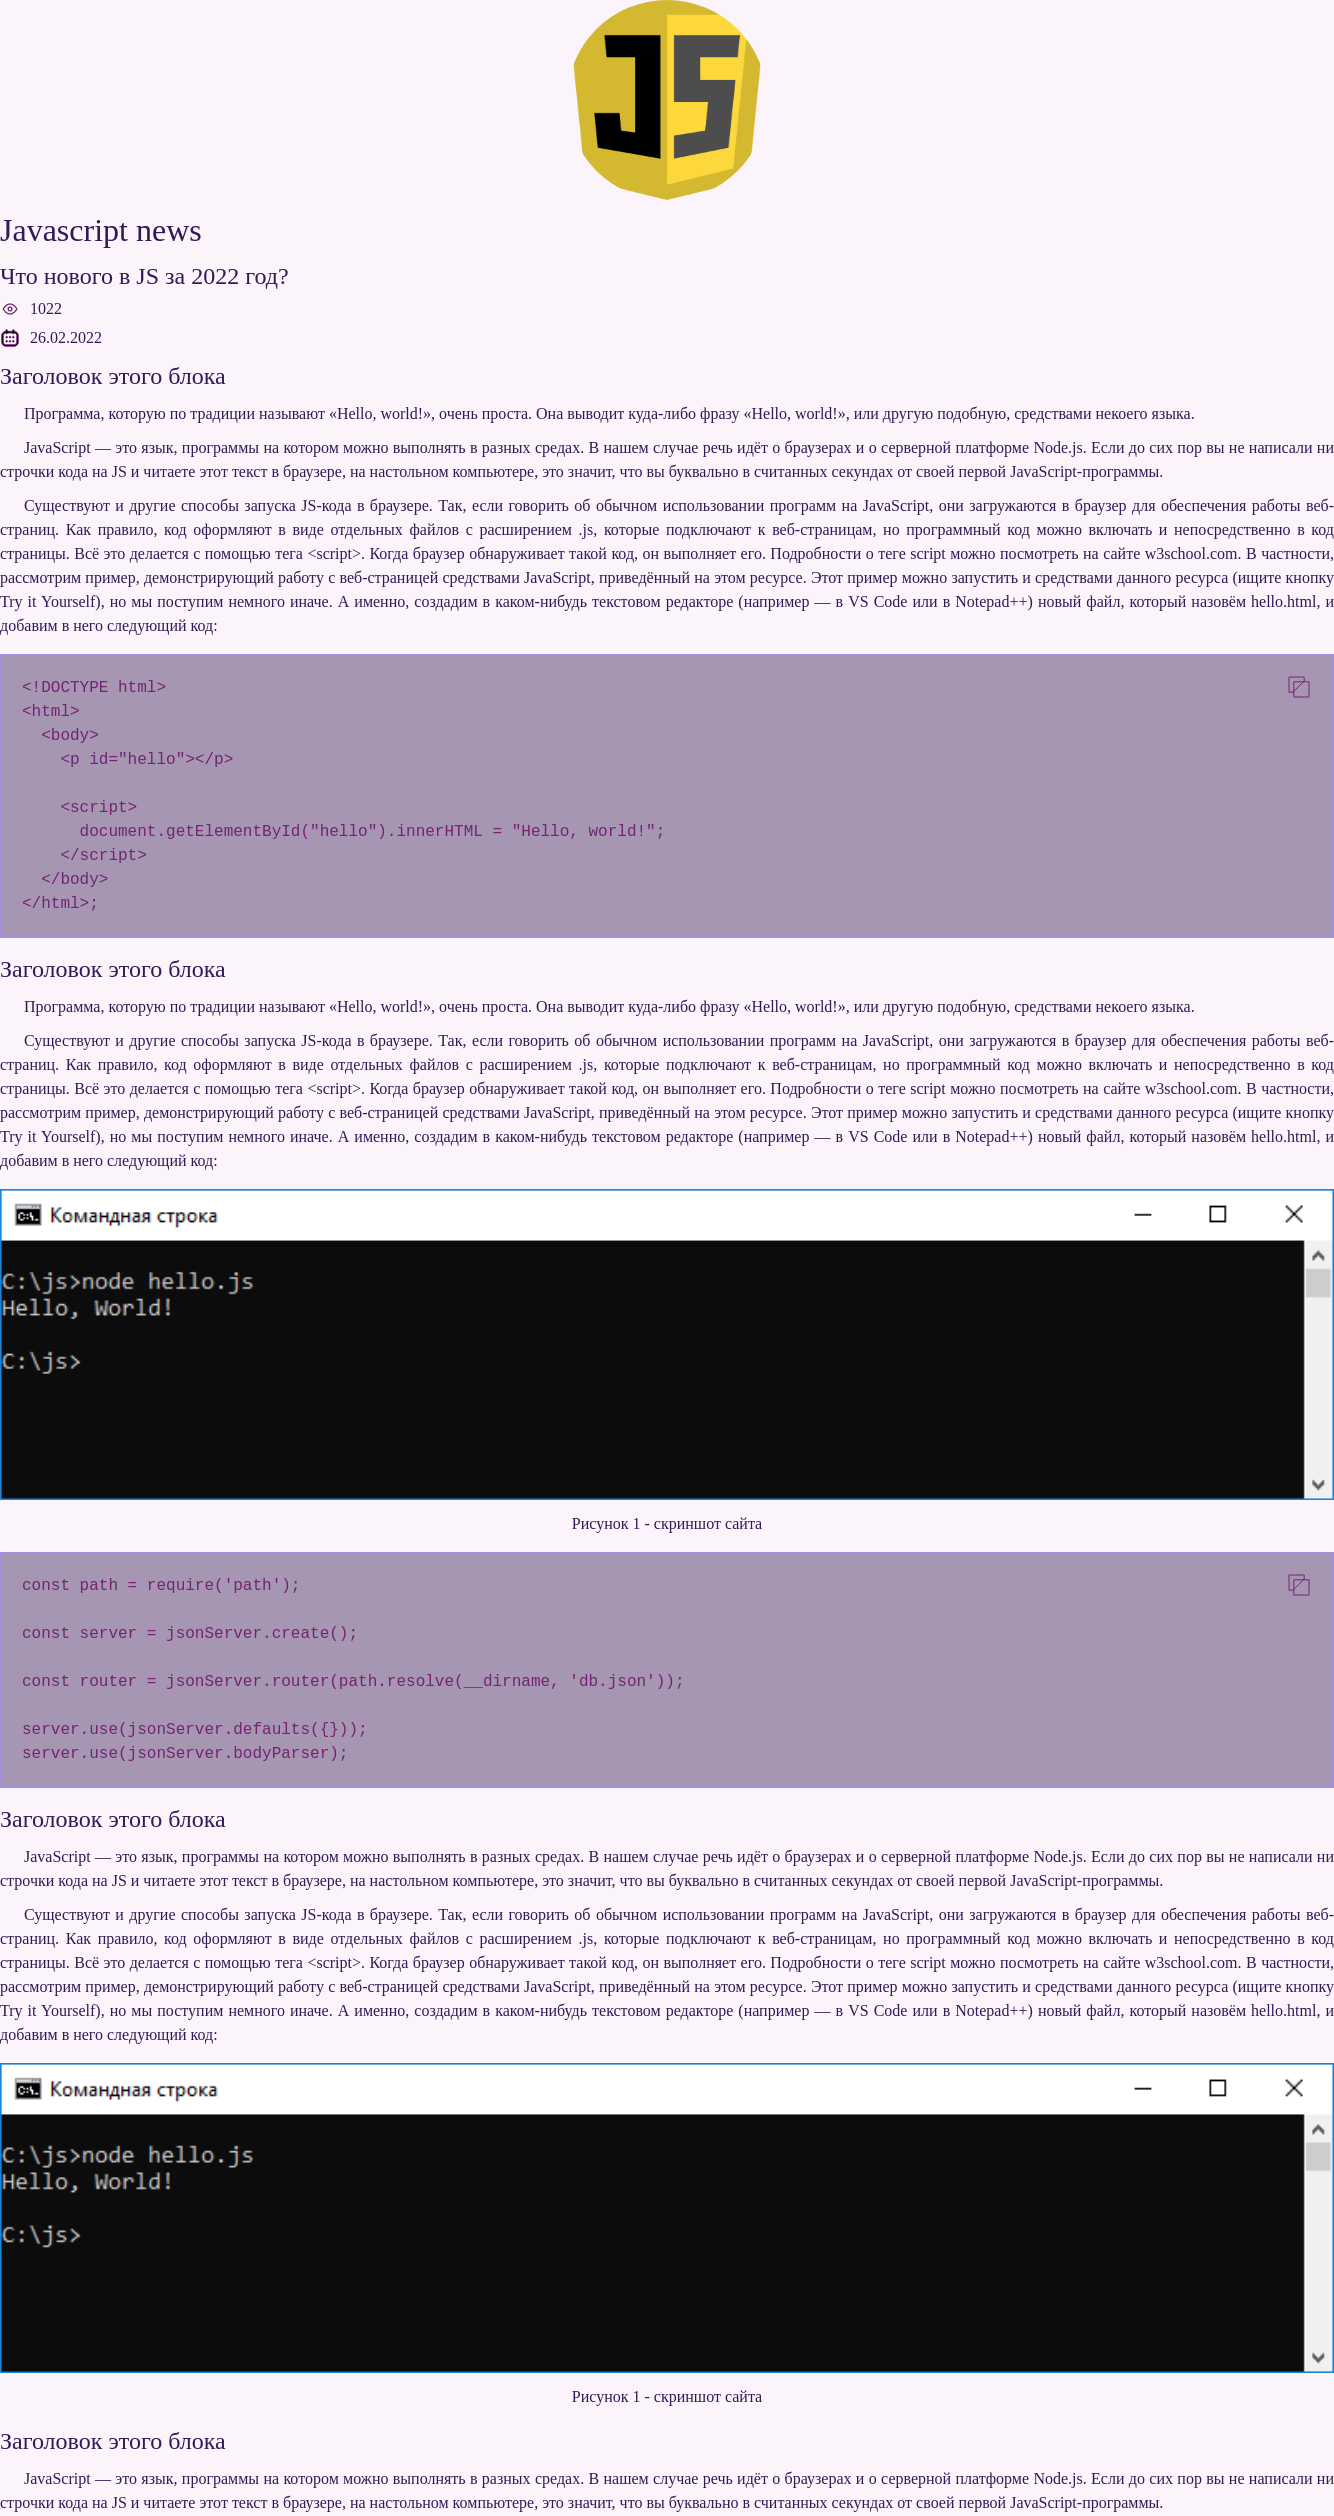 JS
Javascript news
Что нового в JS за 2022 год?
1022
26.02.2022
Заголовок этого блока
Программа, которую по традиции называют «Hello, world!», очень проста. Она выводит куда-либо фразу «Hello, world!», или другую подобную, средствами некоего языка.
JavaScript — это язык, программы на котором можно выполнять в разных средах. В нашем случае речь идёт о браузерах и о серверной платформе Node.js. Если до сих пор вы не написали ни
строчки кода на JS и читаете этот текст в браузере, на настольном компьютере, это значит, что вы буквально в считанных секундах от своей первой JavaScript-программы.
Существуют и другие способы запуска JS-кода в браузере. Так, если говорить об обычном использовании программ на JavaScript, они загружаются в браузер для обеспечения работы веб-
страниц. Как правило, код оформляют в виде отдельных файлов с расширением .js, которые подключают к веб-страницам, но программный код можно включать и непосредственно в код
страницы. Всё это делается с помощью тега <script>. Когда браузер обнаруживает такой код, он выполняет его. Подробности о теге script можно посмотреть на сайте w3school.com. В частности,
рассмотрим пример, демонстрирующий работу с веб-страницей средствами JavaScript, приведённый на этом ресурсе. Этот пример можно запустить и средствами данного ресурса (ищите кнопку
Try it Yourself), но мы поступим немного иначе. А именно, создадим в каком-нибудь текстовом редакторе (например — в VS Code или в Notepad++) новый файл, который назовём hello.html, и
добавим в него следующий код:
<!DOCTYPE html>
<html>
  <body>
    <p id="hello"></p>

    <script>
      document.getElementById("hello").innerHTML = "Hello, world!";
    </script>
  </body>
</html>;
Заголовок этого блока
Программа, которую по традиции называют «Hello, world!», очень проста. Она выводит куда-либо фразу «Hello, world!», или другую подобную, средствами некоего языка.
Существуют и другие способы запуска JS-кода в браузере. Так, если говорить об обычном использовании программ на JavaScript, они загружаются в браузер для обеспечения работы веб-
страниц. Как правило, код оформляют в виде отдельных файлов с расширением .js, которые подключают к веб-страницам, но программный код можно включать и непосредственно в код
страницы. Всё это делается с помощью тега <script>. Когда браузер обнаруживает такой код, он выполняет его. Подробности о теге script можно посмотреть на сайте w3school.com. В частности,
рассмотрим пример, демонстрирующий работу с веб-страницей средствами JavaScript, приведённый на этом ресурсе. Этот пример можно запустить и средствами данного ресурса (ищите кнопку
Try it Yourself), но мы поступим немного иначе. А именно, создадим в каком-нибудь текстовом редакторе (например — в VS Code или в Notepad++) новый файл, который назовём hello.html, и
добавим в него следующий код:
Командная строка
C:\js>node hello.js
Hello, World!
C:\js>
Рисунок 1 - скриншот сайта
const path = require('path');
const server = jsonServer.create();
const router = jsonServer.router(path.resolve(__dirname, 'db.json'));
server.use(jsonServer.defaults({}));
server.use(jsonServer.bodyParser);
Заголовок этого блока
JavaScript — это язык, программы на котором можно выполнять в разных средах. В нашем случае речь идёт о браузерах и о серверной платформе Node.js. Если до сих пор вы не написали ни
строчки кода на JS и читаете этот текст в браузере, на настольном компьютере, это значит, что вы буквально в считанных секундах от своей первой JavaScript-программы.
Существуют и другие способы запуска JS-кода в браузере. Так, если говорить об обычном использовании программ на JavaScript, они загружаются в браузер для обеспечения работы веб-
страниц. Как правило, код оформляют в виде отдельных файлов с расширением .js, которые подключают к веб-страницам, но программный код можно включать и непосредственно в код
страницы. Всё это делается с помощью тега <script>. Когда браузер обнаруживает такой код, он выполняет его. Подробности о теге script можно посмотреть на сайте w3school.com. В частности,
рассмотрим пример, демонстрирующий работу с веб-страницей средствами JavaScript, приведённый на этом ресурсе. Этот пример можно запустить и средствами данного ресурса (ищите кнопку
Try it Yourself), но мы поступим немного иначе. А именно, создадим в каком-нибудь текстовом редакторе (например — в VS Code или в Notepad++) новый файл, который назовём hello.html, и
добавим в него следующий код:
Командная строка
C:\js>node hello.js
Hello, World!
C:\js>
Рисунок 1 - скриншот сайта
Заголовок этого блока
JavaScript — это язык, программы на котором можно выполнять в разных средах. В нашем случае речь идёт о браузерах и о серверной платформе Node.js. Если до сих пор вы не написали ни
строчки кода на JS и читаете этот текст в браузере, на настольном компьютере, это значит, что вы буквально в считанных секундах от своей первой JavaScript-программы.